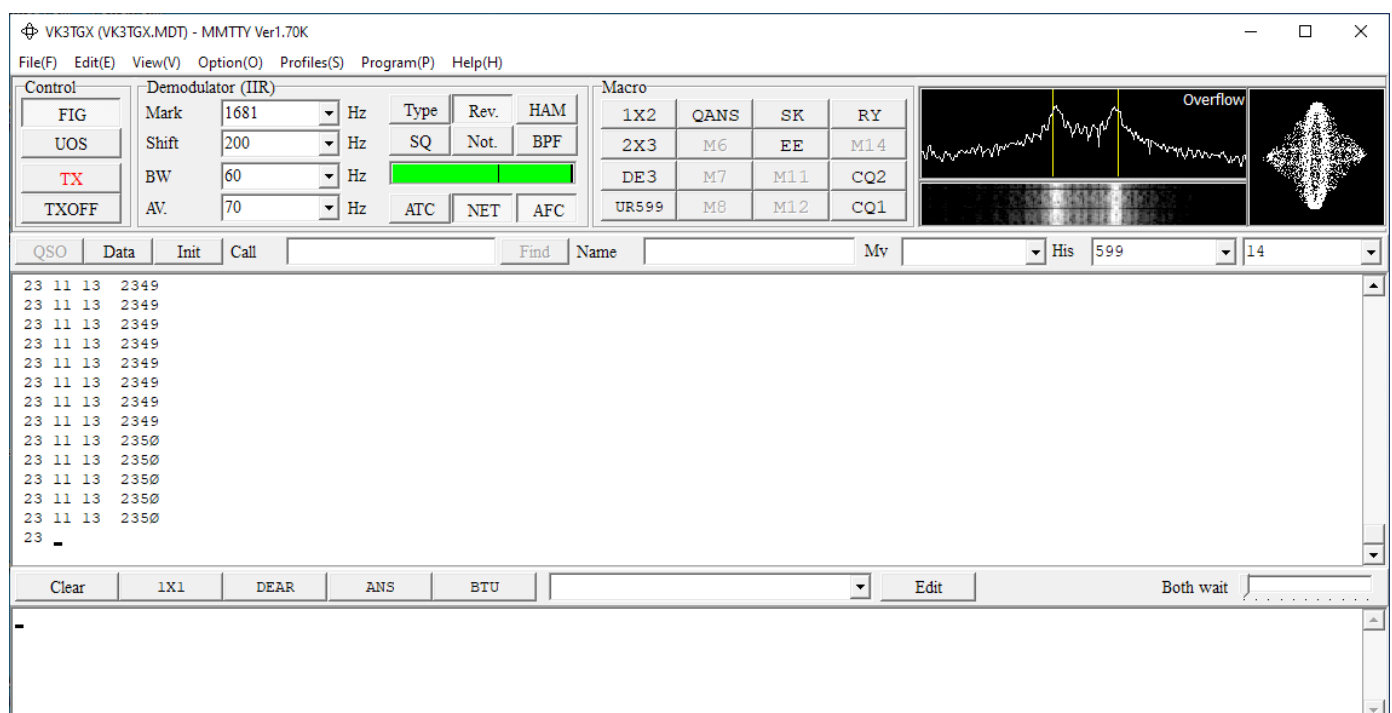 VK3TGX (VK3TGX.MDT) - MMTTY Ver1.70K
File(F) Edit(E) View(V) Option(O) Profiles(S) Program(P) Help(H)
Control Demodulator (IIR) Macro
FIG Mark 1681 Hz Type Rev. HAM 1X2 QANS SK RY Overflow
UOS Shift 200 Hz SQ Not. BPF 2X3 M6 EE M14
TX BW 60 Hz DE3 M7 M11 CQ2
TXOFF AV. 70 Hz ATC NET AFC UR599 M8 M12 CQ1
QSO Data Init Call Find Name My His 599 14
23 11 13 2349
23 11 13 2349
23 11 13 2349
23 11 13 2349
23 11 13 2349
23 11 13 2349
23 11 13 2349
23 11 13 2349
23 11 13 235Ø
23 11 13 235Ø
23 11 13 235Ø
23 11 13 235Ø
23 11 13 235Ø
23
Clear 1X1 DEAR ANS BTU Edit Both wait